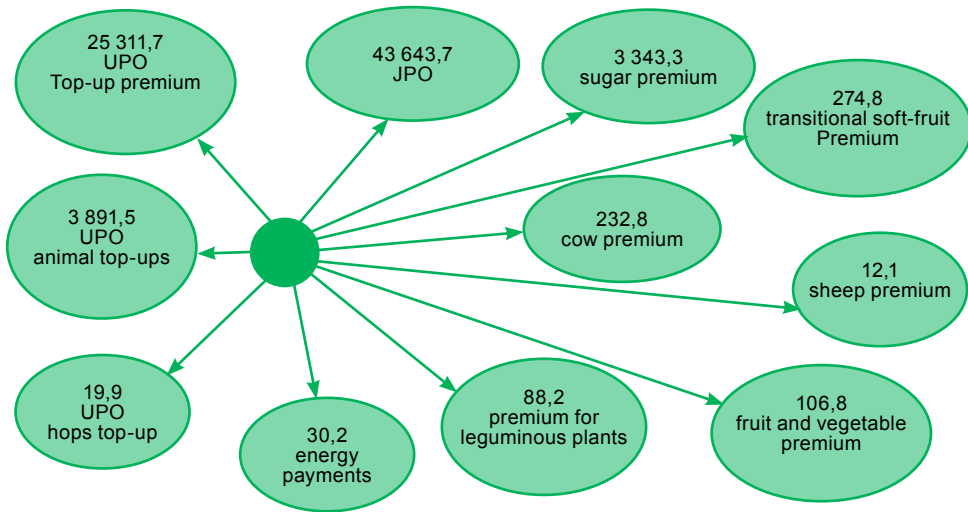 25 311,7
UPO
Top-up premium
43 643,7
JPO
3 343,3
sugar premium
274,8
transitional soft-fruit
Premium
3 891,5
UPO
animal top-ups
232,8
cow premium
12,1
sheep premium
19,9
UPO
hops top-up
30,2
energy
payments
88,2
premium for
leguminous plants
106,8
fruit and vegetable
premium